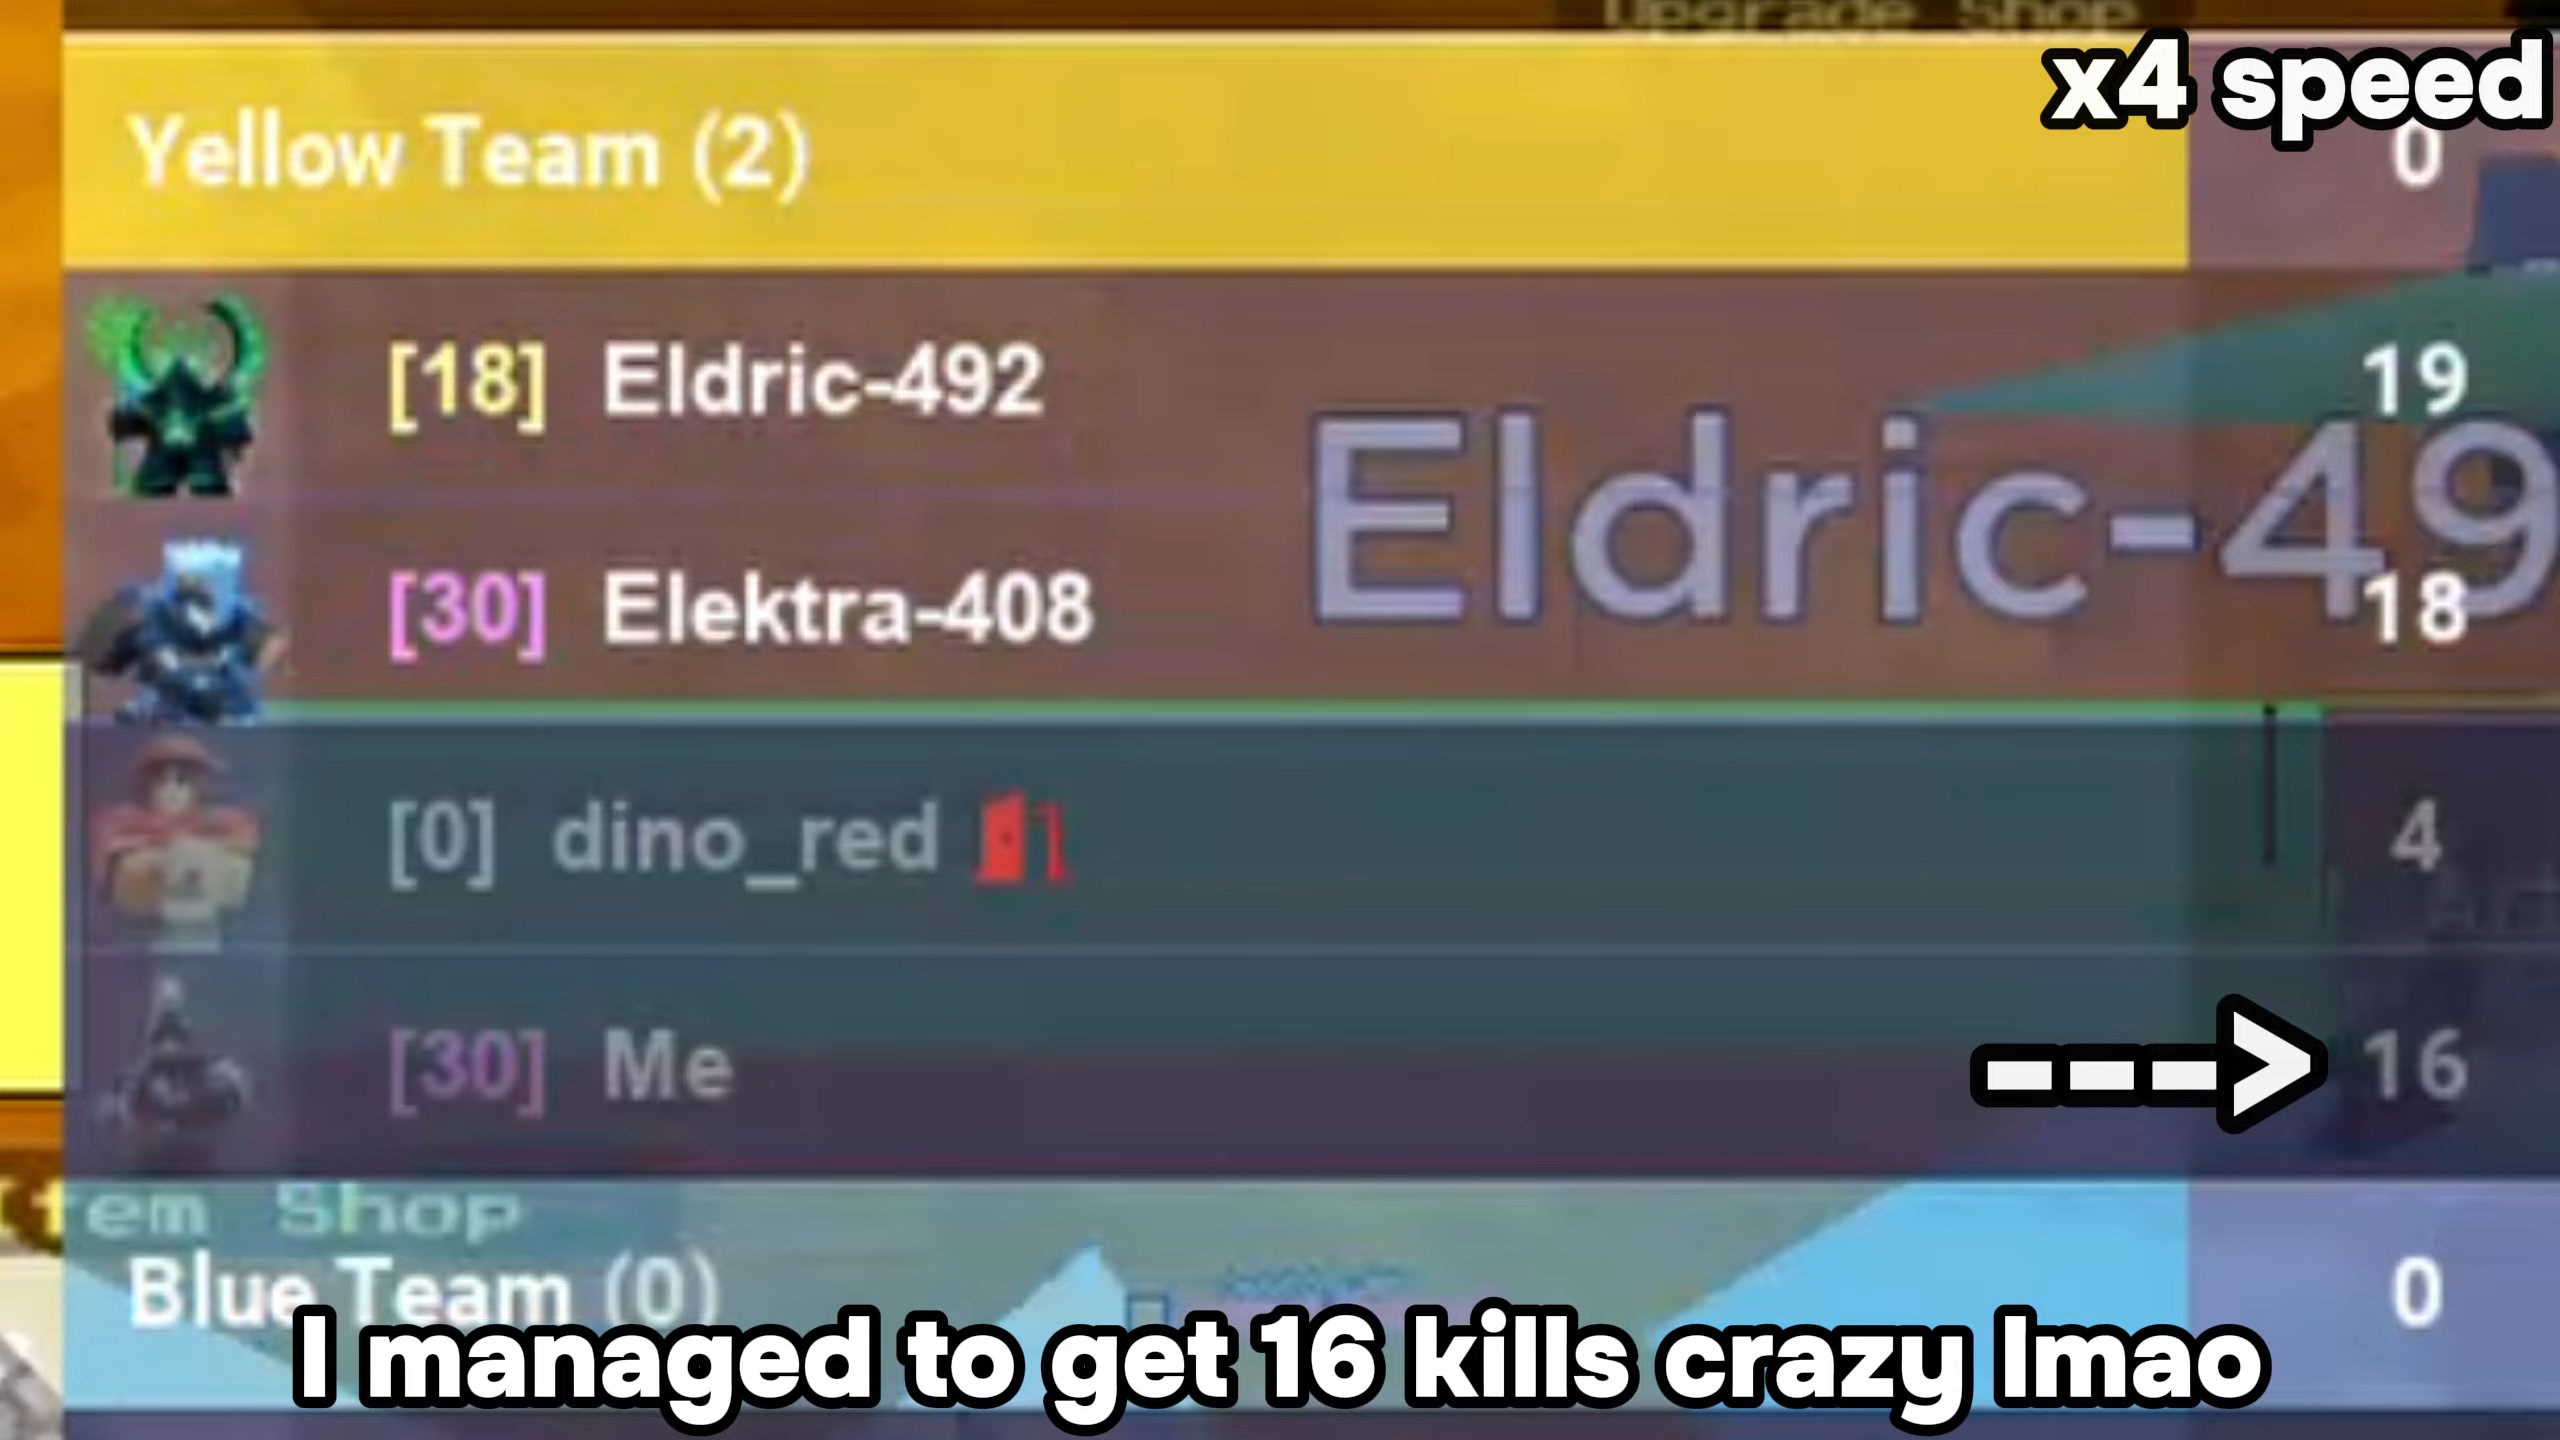 Upgrade Shop
x4 speed
Yellow Team (2) 0
[18] Eldric-492 19
Eldric-49
[30] Elektra-408 18
[0] dino_red 4
[30] Me ---> 16
Item Shop
Blue Team (0) 0
I managed to get 16 kills crazy lmao